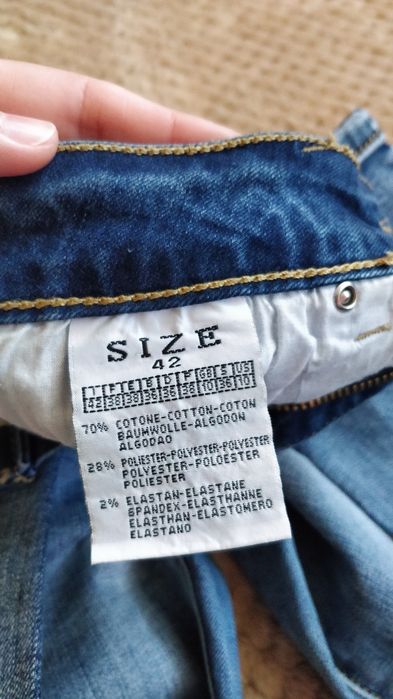 SIZE
42
70% COTONE-COTTON-COTON
BAUMWOLLE-ALGODON
ALGODAO
28% POLIESTER-POLYESTER-POLYESTER
POLYESTER-POLOESTER
POLIESTER
2% ELASTAN-ELASTANE
SPANDEX-ELASTHANNE
ELASTHAN-ELASTOMERO
ELASTANO